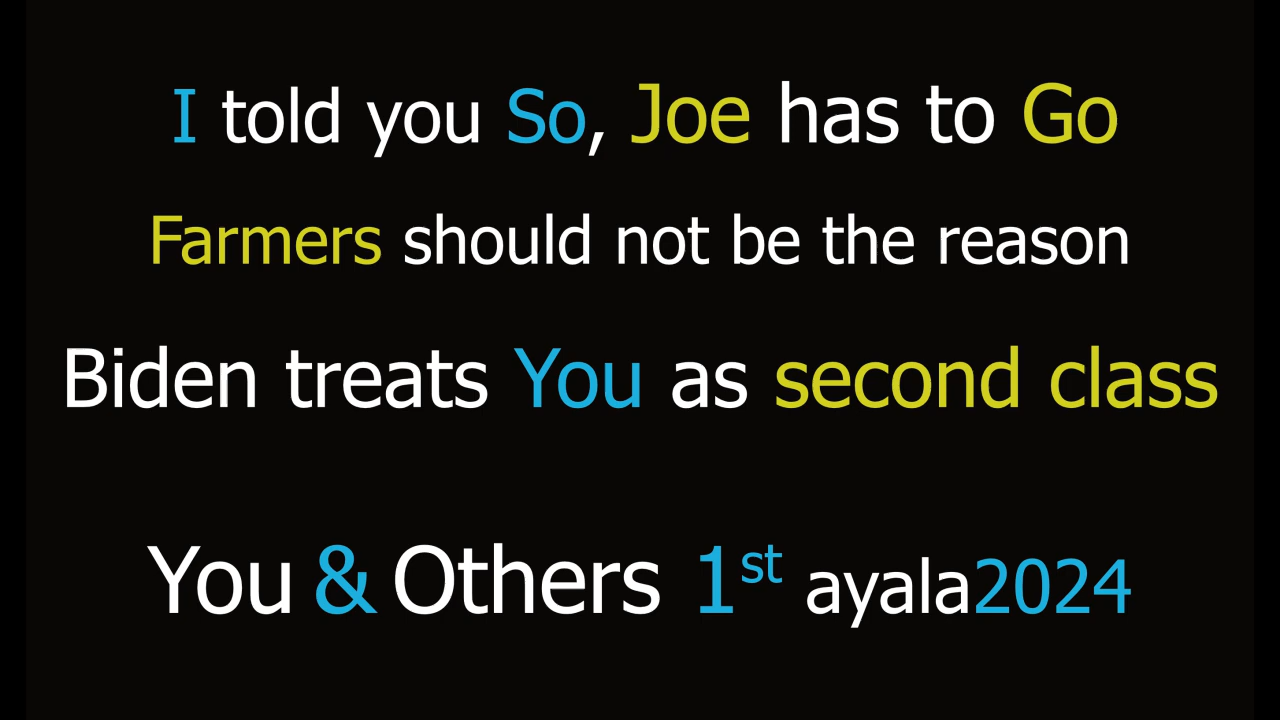 I told you So, Joe has to Go
Farmers should not be the reason
Biden treats You as second class
You & Others 1st ayala2024